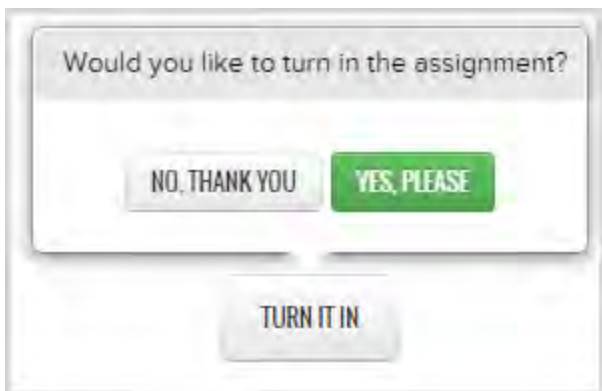 Would you like to turn in the assignment?
NO, THANK YOU YES, PLEASE
TURN IT IN